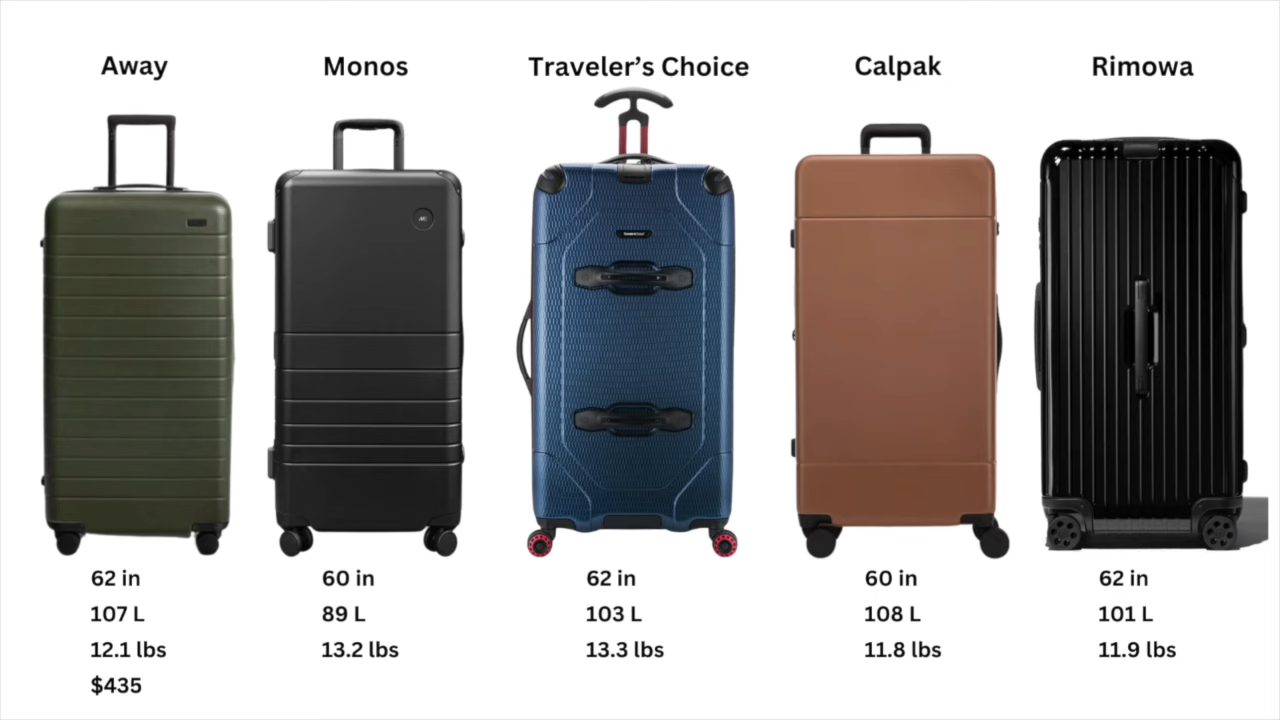 Away
Monos
Traveler’s Choice
Calpak
Rimowa
62 in
107 L
12.1 lbs
$435
60 in
89 L
13.2 lbs
62 in
103 L
13.3 lbs
60 in
108 L
11.8 lbs
62 in
101 L
11.9 lbs